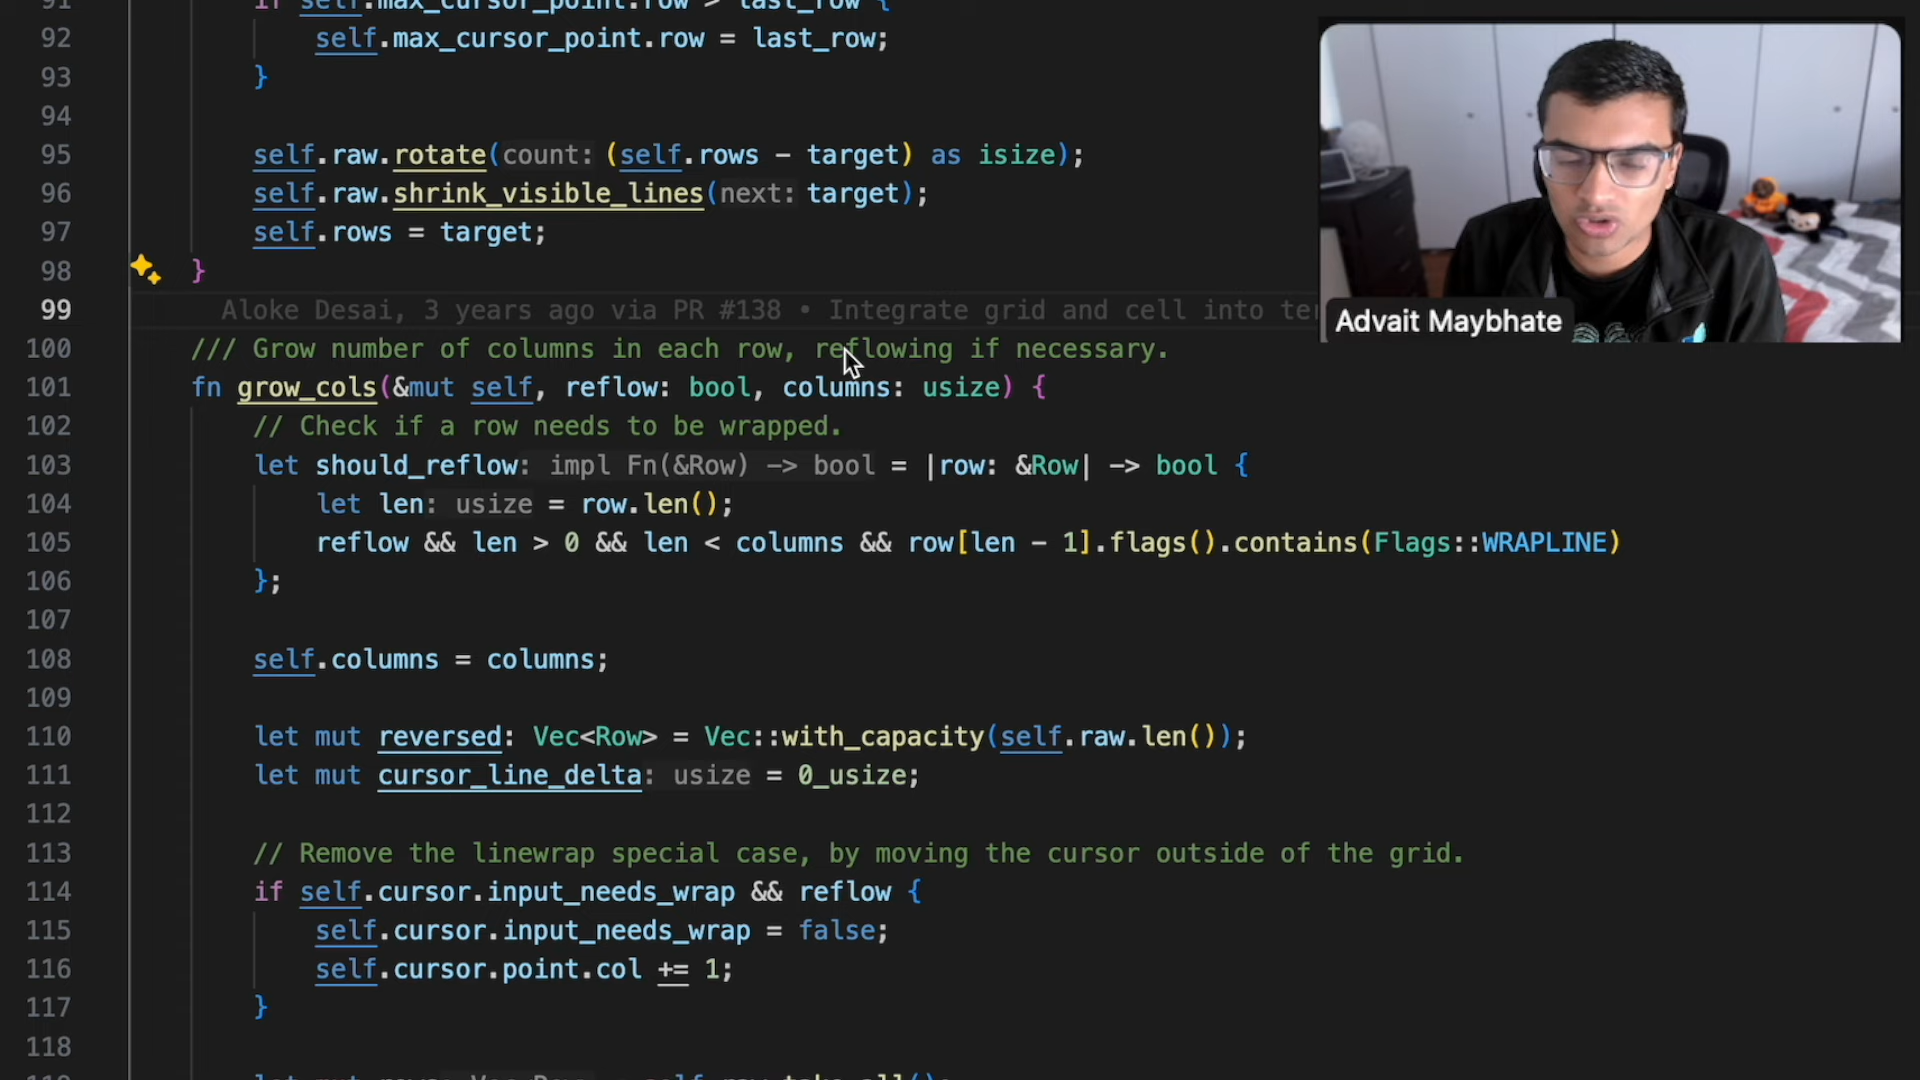 91 if self.max_cursor_point.row > last_row {
92 self.max_cursor_point.row = last_row;
93 }
94
95 self.raw.rotate(count: (self.rows - target) as isize);
96 self.raw.shrink_visible_lines(next: target);
97 self.rows = target;
98 }
99 Aloke Desai, 3 years ago via PR #138 • Integrate grid and cell into
Advait Maybhate
100 /// Grow number of columns in each row, reflowing if necessary.
101 fn grow_cols(&mut self, reflow: bool, columns: usize) {
102 // Check if a row needs to be wrapped.
103 let should_reflow: impl Fn(&Row) -> bool = |row: &Row| -> bool {
104 let len: usize = row.len();
105 reflow && len > 0 && len < columns && row[len - 1].flags().contains(Flags::WRAPLINE)
106 };
107
108 self.columns = columns;
109
110 let mut reversed: Vec<Row> = Vec::with_capacity(self.raw.len());
111 let mut cursor_line_delta: usize = 0_usize;
112
113 // Remove the linewrap special case, by moving the cursor outside of the grid.
114 if self.cursor.input_needs_wrap && reflow {
115 self.cursor.input_needs_wrap = false;
116 self.cursor.point.col += 1;
117 }
118